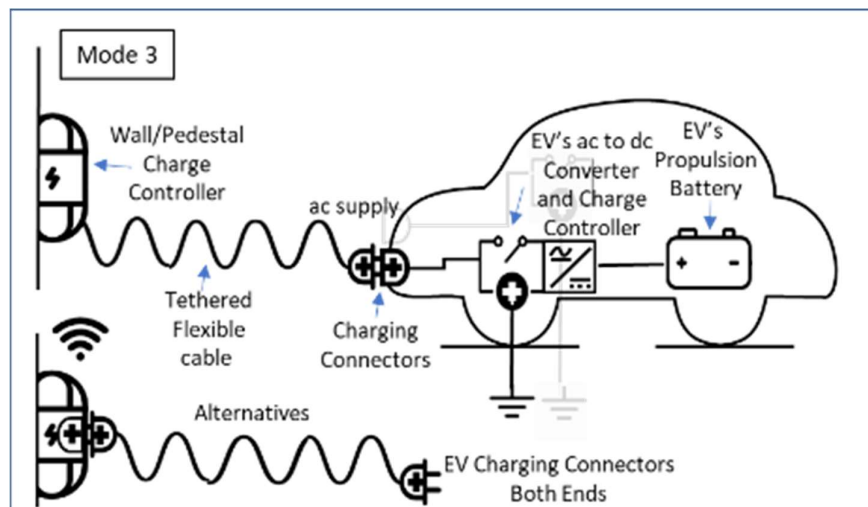 Mode 3
Wall/Pedestal
Charge
Controller
ac supply
EV's ac to dc
Converter
and Charge
Controller
EV's
Propulsion
Battery
+ -
Tethered
Flexible
cable
Charging
Connectors
Alternatives
EV Charging Connectors
Both Ends